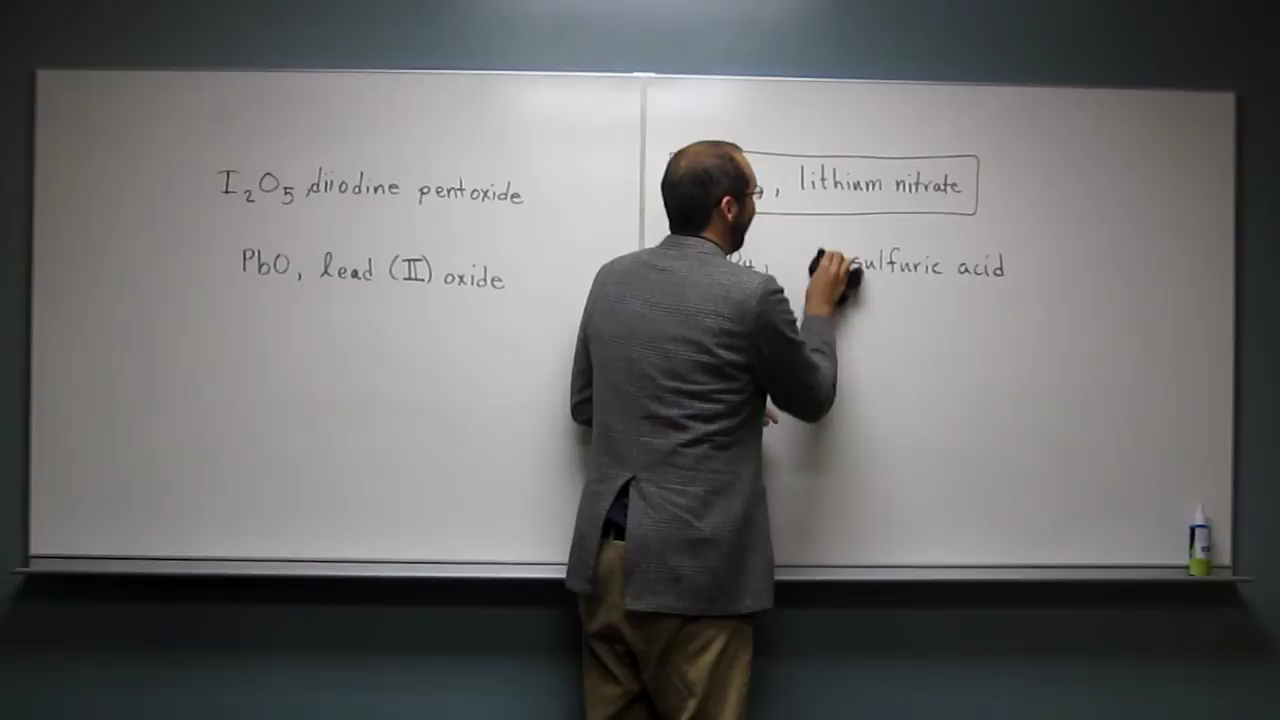 I₂O₅, diiodine pentoxide
PbO, lead (II) oxide
, lithium nitrate
sulfuric acid